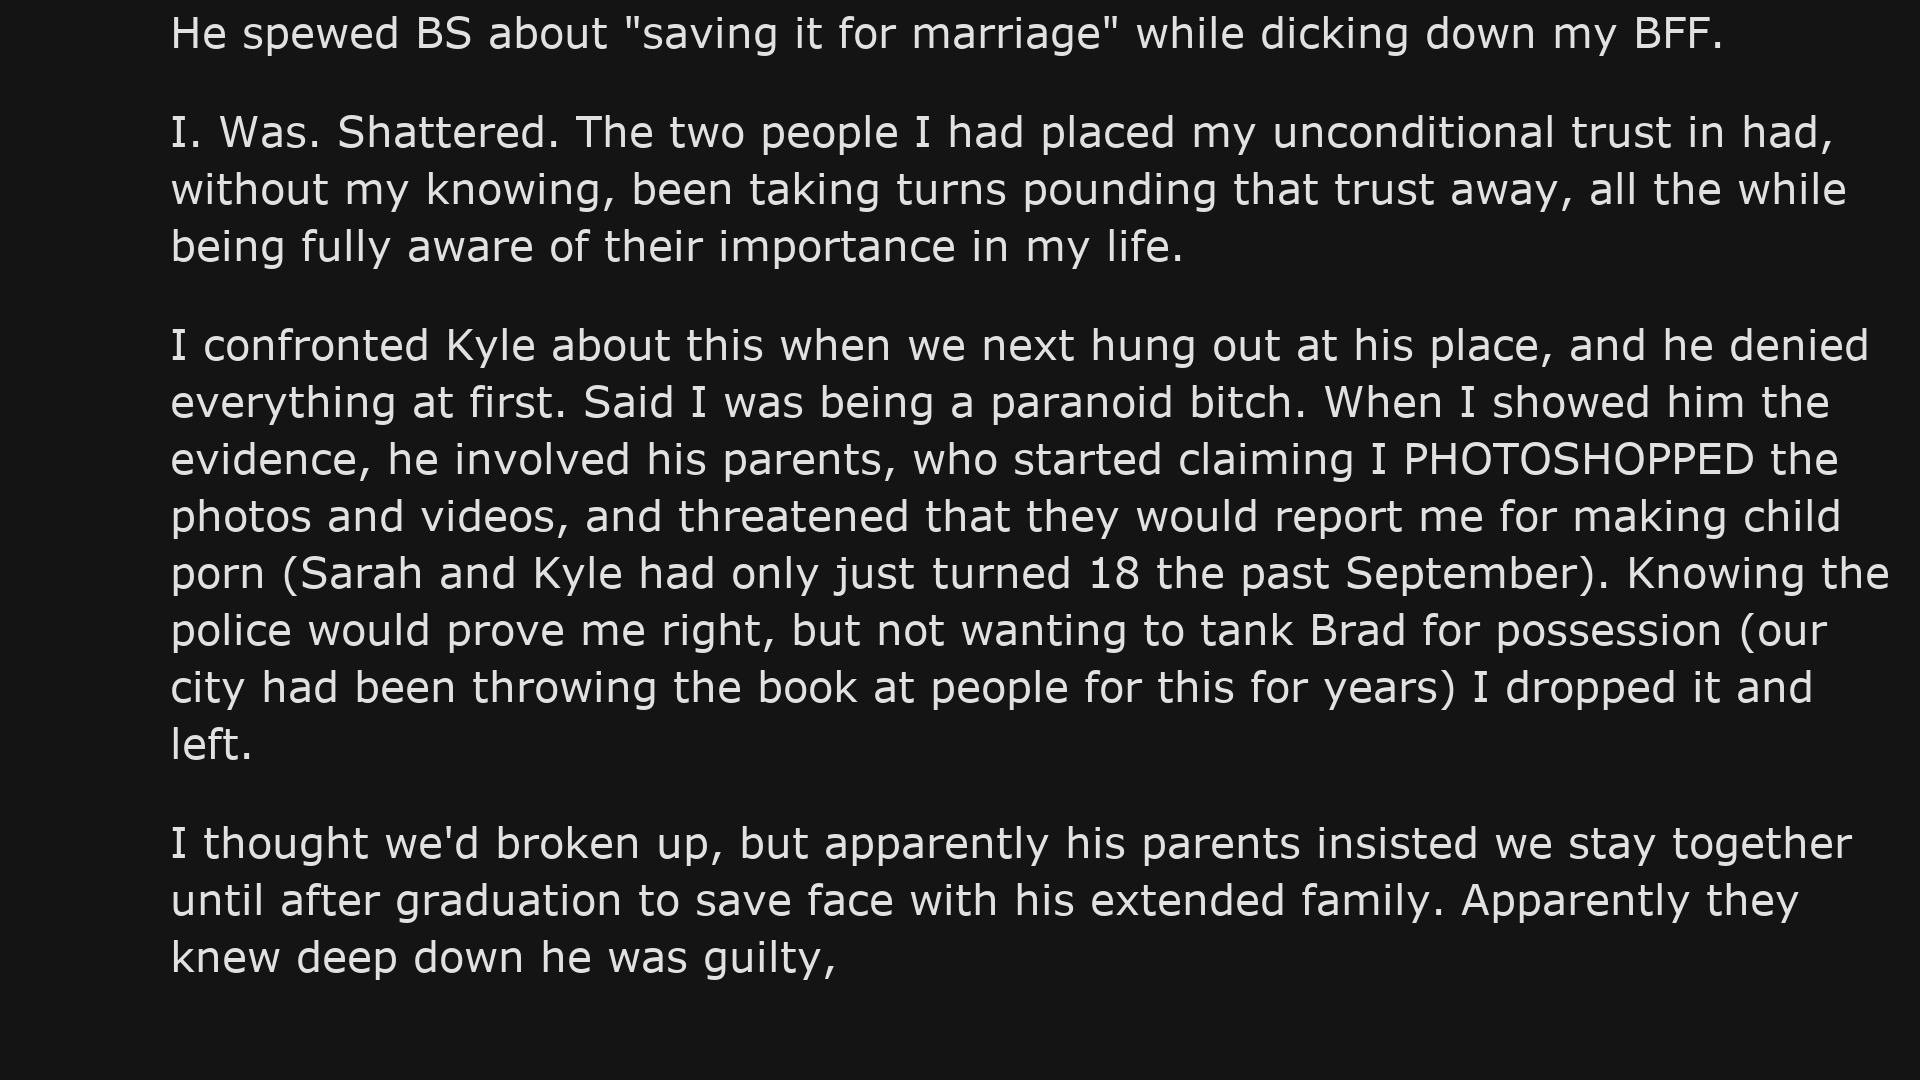 He spewed BS about "saving it for marriage" while dicking down my BFF.
I. Was. Shattered. The two people I had placed my unconditional trust in had,
without my knowing, been taking turns pounding that trust away, all the while
being fully aware of their importance in my life.
I confronted Kyle about this when we next hung out at his place, and he denied
everything at first. Said I was being a paranoid bitch. When I showed him the
evidence, he involved his parents, who started claiming I PHOTOSHOPPED the
photos and videos, and threatened that they would report me for making child
porn (Sarah and Kyle had only just turned 18 the past September). Knowing the
police would prove me right, but not wanting to tank Brad for possession (our
city had been throwing the book at people for this for years) I dropped it and
left.
I thought we'd broken up, but apparently his parents insisted we stay together
until after graduation to save face with his extended family. Apparently they
knew deep down he was guilty,